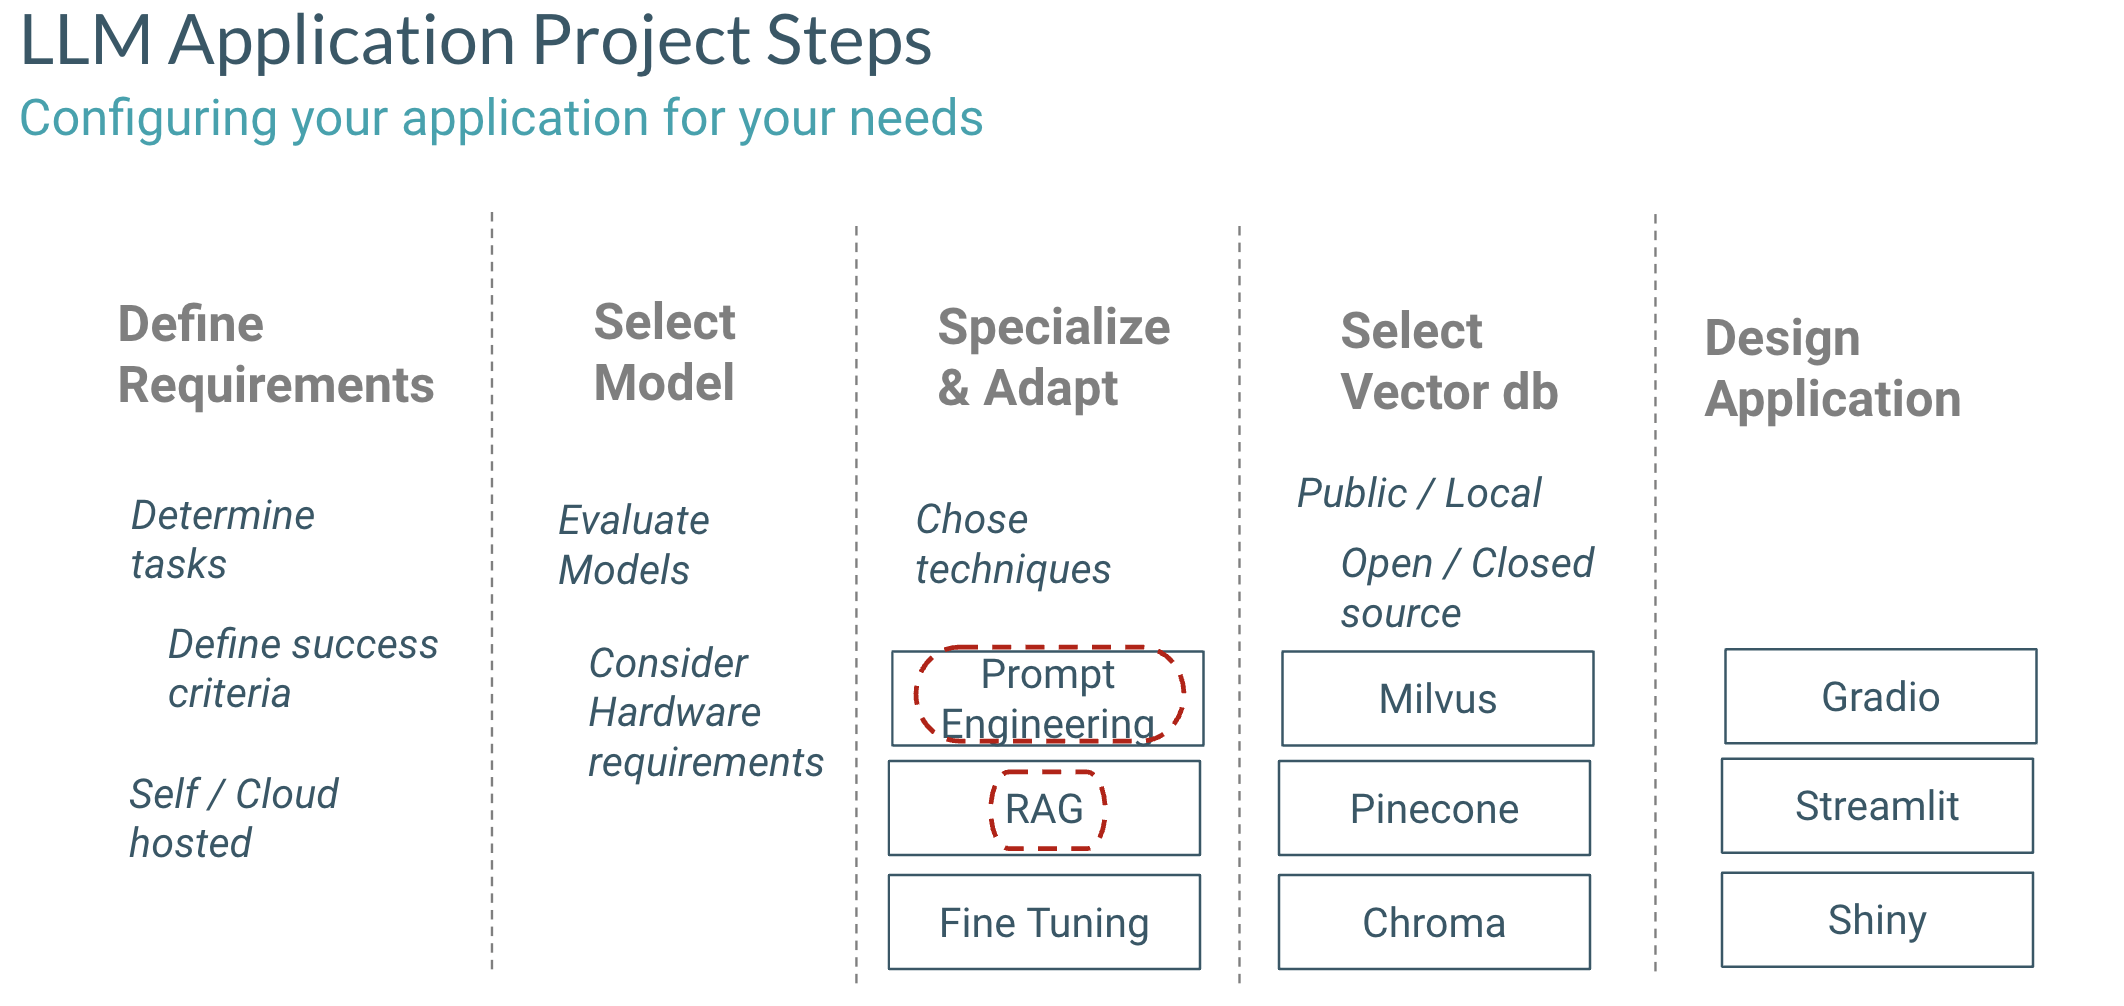 LLM Application Project Steps
Configuring your application for your needs
Define
Requirements
Determine
tasks
Define success
criteria
Self / Cloud
hosted
Select
Model
Evaluate
Models
Consider
Hardware
requirements
Specialize
& Adapt
Chose
techniques
Prompt
Engineering
RAG
Fine Tuning
Select
Vector db
Public / Local
Open / Closed
source
Milvus
Pinecone
Chroma
Design
Application
Gradio
Streamlit
Shiny